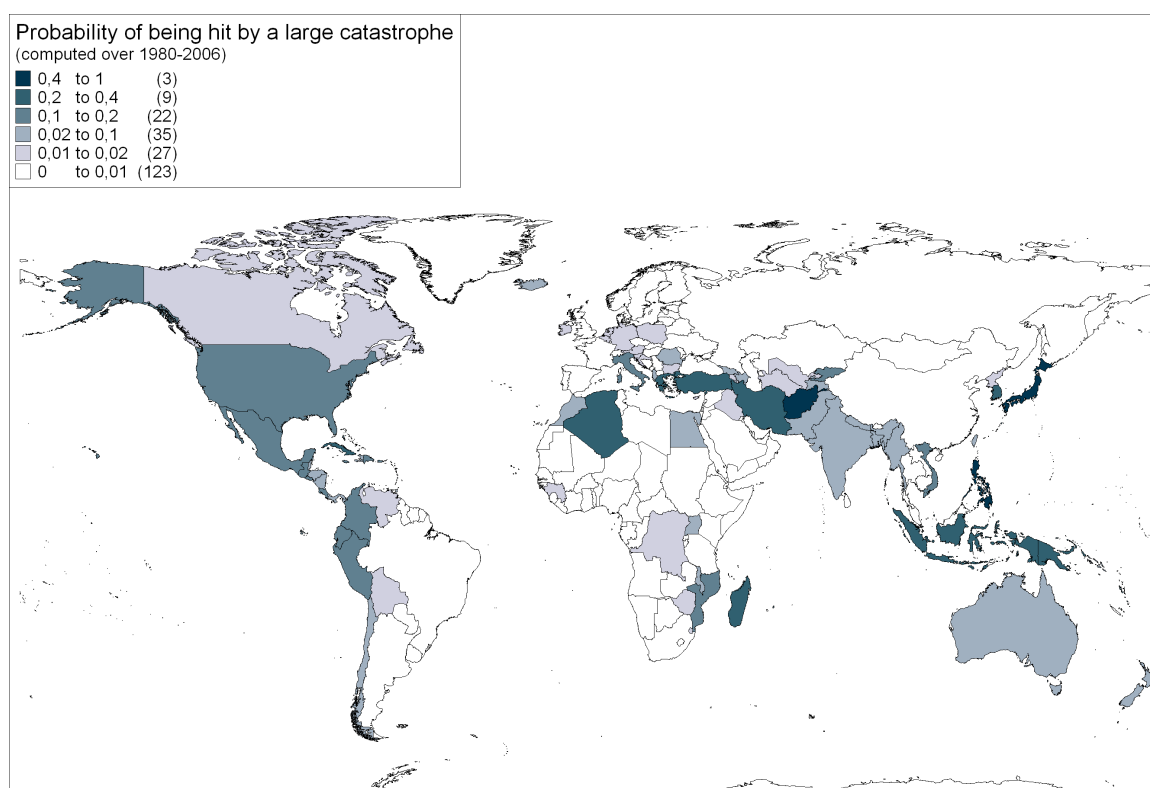 Probability of being hit by a large catastrophe
(computed over 1980-2006)
0,4 to 1 (3)
0,2 to 0,4 (9)
0,1 to 0,2 (22)
0,02 to 0,1 (35)
0,01 to 0,02 (27)
0 to 0,01 (123)